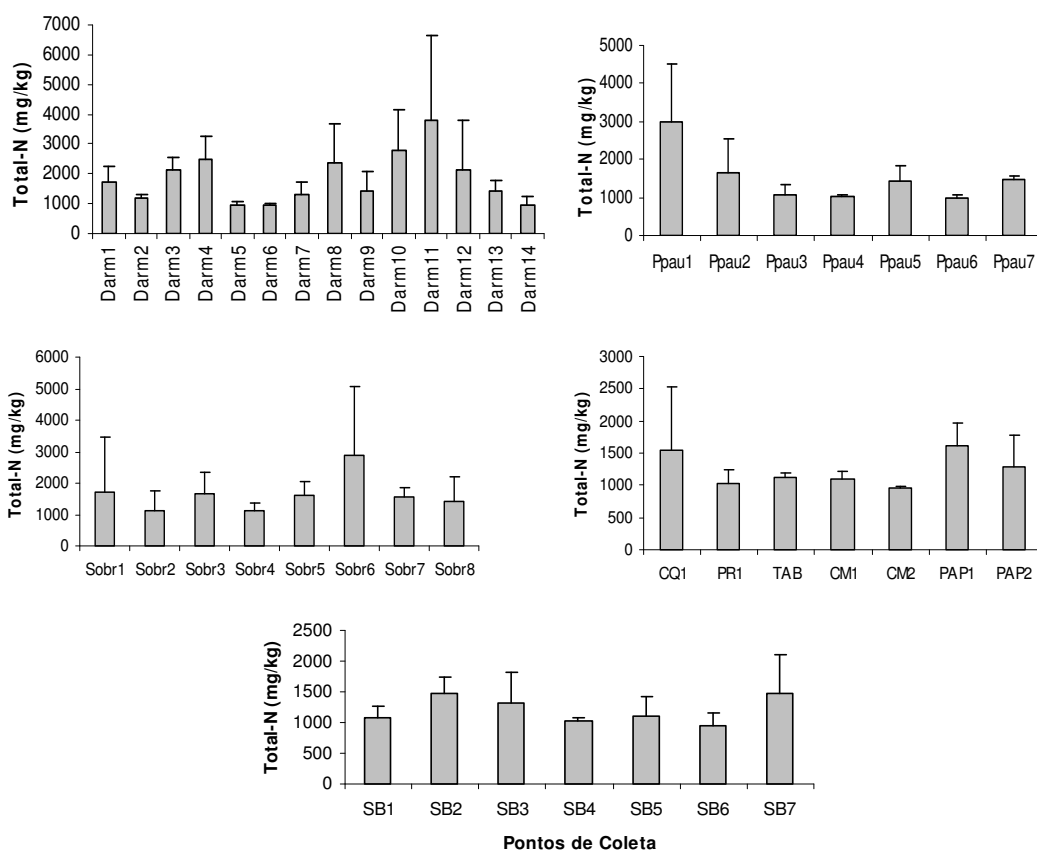 Total-N (mg/kg)
7000
6000
5000
4000
3000
2000
1000
0
Darm1
Darm2
Darm3
Darm4
Darm5
Darm6
Darm7
Darm8
Darm9
Darm10
Darm11
Darm12
Darm13
Darm14
Total-N (mg/kg)
5000
4000
3000
2000
1000
0
Ppau1 Ppau2 Ppau3 Ppau4 Ppau5 Ppau6 Ppau7
Total-N (mg/kg)
6000
5000
4000
3000
2000
1000
0
Sobr1 Sobr2 Sobr3 Sobr4 Sobr5 Sobr6 Sobr7 Sobr8
Total-N (mg/kg)
3000
2500
2000
1500
1000
500
0
CQ1 PR1 TAB CM1 CM2 PAP1 PAP2
Total-N (mg/kg)
2500
2000
1500
1000
500
0
SB1 SB2 SB3 SB4 SB5 SB6 SB7
Pontos de Coleta